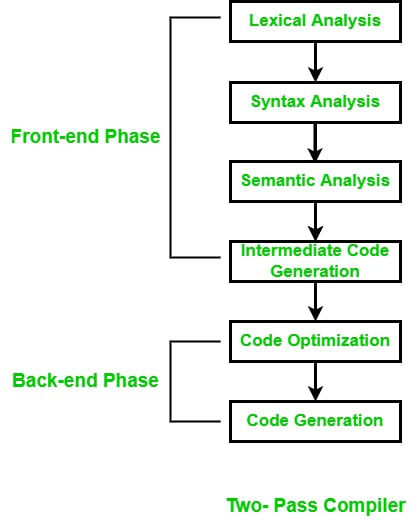 Lexical Analysis
Syntax Analysis
Front-end Phase
Semantic Analysis
Intermediate Code
Generation
Code Optimization
Back-end Phase
Code Generation
Two- Pass Compiler